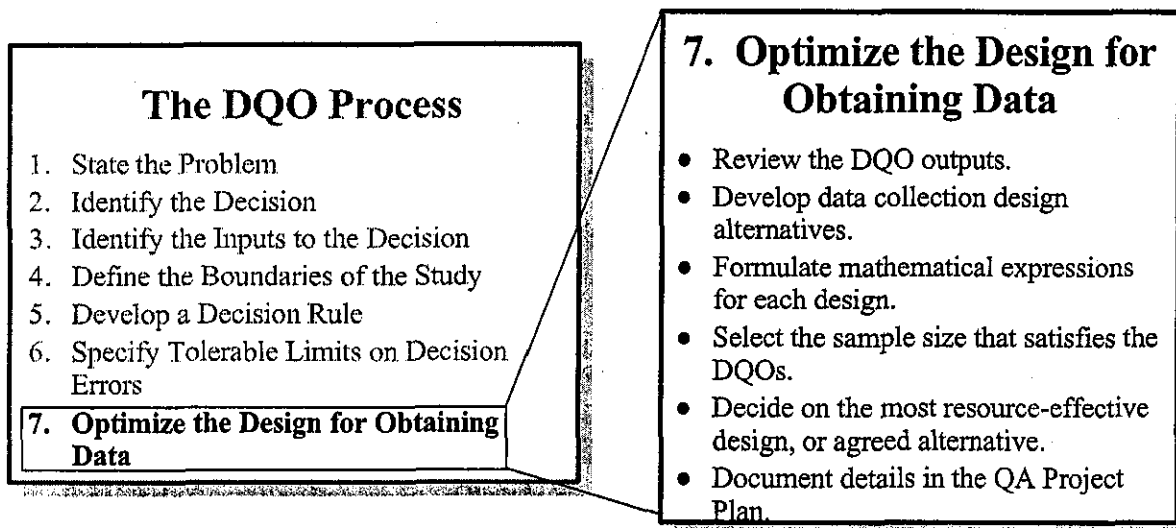 The DQO Process
1. State the Problem
2. Identify the Decision
3. Identify the Inputs to the Decision
4. Define the Boundaries of the Study
5. Develop a Decision Rule
6. Specify Tolerable Limits on Decision
Errors
7. Optimize the Design for Obtaining
Data
7. Optimize the Design for
Obtaining Data
● Review the DQO outputs.
● Develop data collection design
alternatives.
● Formulate mathematical expressions
for each design.
● Select the sample size that satisfies the
DQOs.
● Decide on the most resource-effective
design, or agreed alternative.
● Document details in the QA Project
Plan.